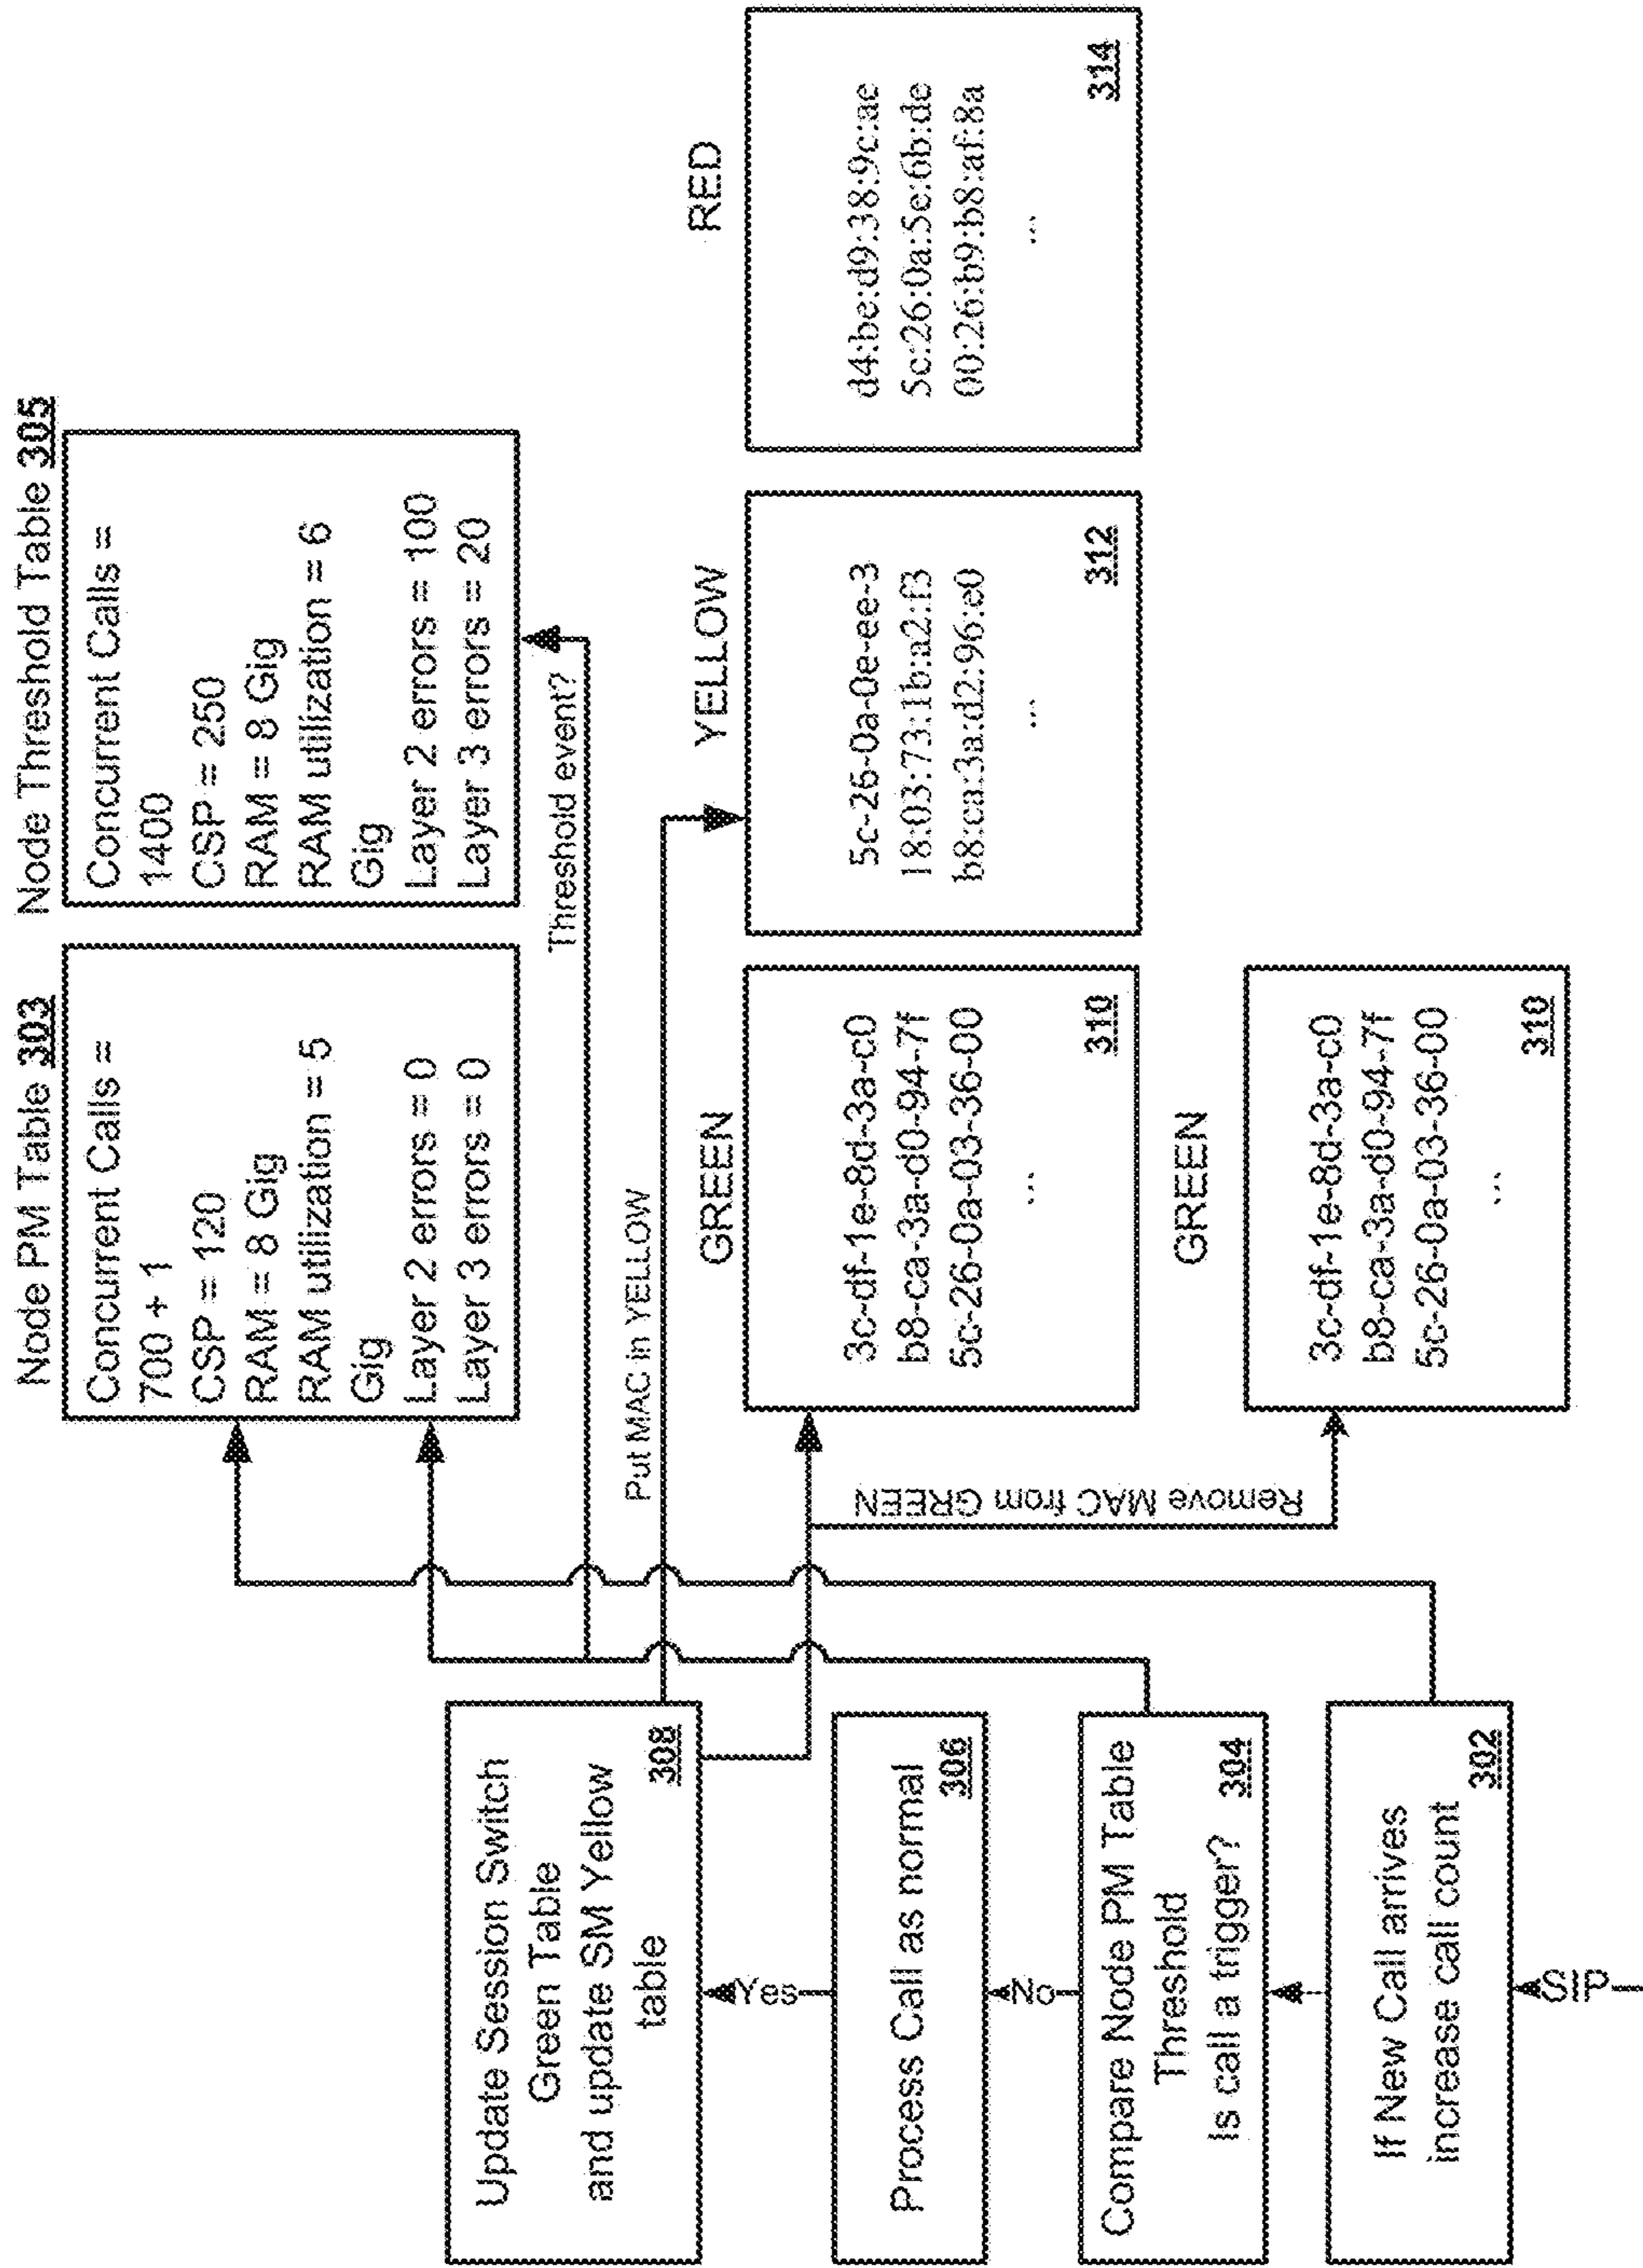 Node PM Table 303
Concurrent Calls =
700 + 1
CSP = 120
RAM = 8 Gig
RAM utilization = 5
Gig
Layer 2 errors = 0
Layer 3 errors = 0
Node Threshold Table 305
Concurrent Calls =
1400
CSP = 250
RAM = 8 Gig
RAM utilization = 6
Gig
Layer 2 errors = 100
Layer 3 errors = 20
Threshold event?
Update Session Switch
Green Table
and update SM Yellow
table
308
Put MAC in YELLOW
GREEN
3c-df-1e-8d-3a-c0
b8-ca-3a-d0-94-7f
5c-26-0a-03-36-00
...
310
YELLOW
5c-26-0a-0e-ee-3
18:03:73:1b:a2:f3
b8:ca:3a:d2:96:e0
...
312
RED
d4:be:d9:38:9c:ae
5c:26:0a:5e:6b:de
00:26:b9:b8:af:8a
...
314
Yes
Process Call as normal
306
Remove MAC from GREEN
No
Compare Node PM Table
Threshold
Is call a trigger?
304
GREEN
3c-df-1e-8d-3a-c0
b8-ca-3a-d0-94-7f
5c-26-0a-03-36-00
...
310
If New Call arrives
increase call count
302
SIP